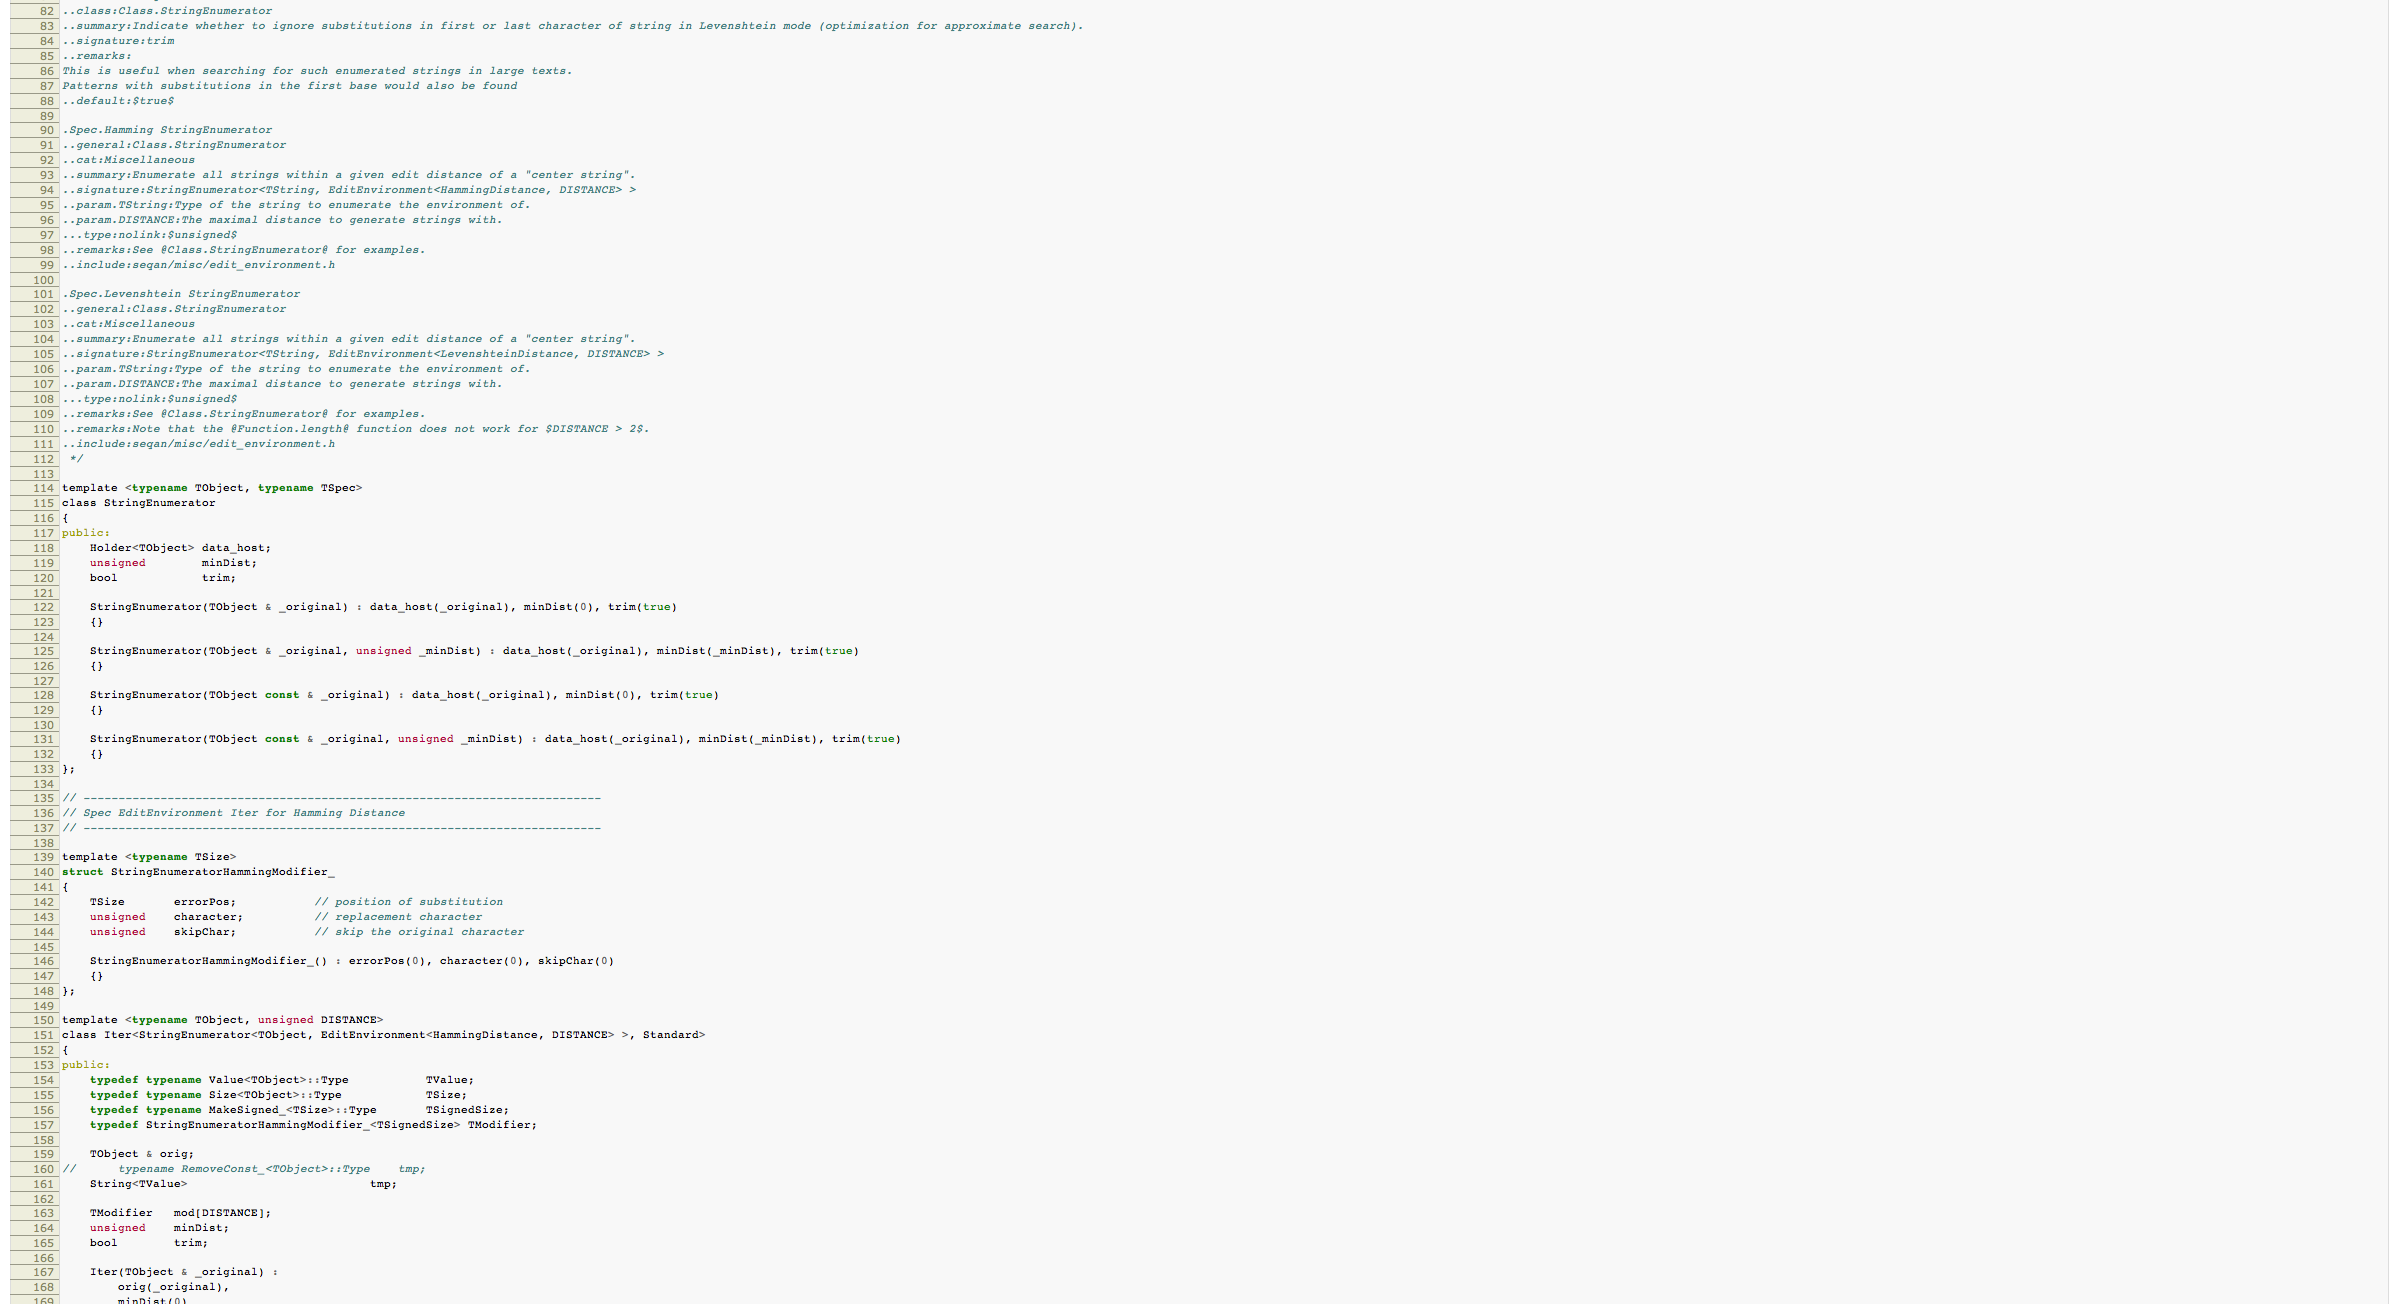 82 ..class:Class.StringEnumerator
83 ..summary:Indicate whether to ignore substitutions in first or last character of string in Levenshtein mode (optimization for approximate search).
84 ..signature:trim
85 ..remarks:
86 This is useful when searching for such enumerated strings in large texts.
87 Patterns with substitutions in the first base would also be found
88 ..default:$true$
89
90 .Spec.Hamming StringEnumerator
91 ..general:Class.StringEnumerator
92 ..cat:Miscellaneous
93 ..summary:Enumerate all strings within a given edit distance of a "center string".
94 ..signature:StringEnumerator<TString, EditEnvironment<HammingDistance, DISTANCE> >
95 ..param.TString:Type of the string to enumerate the environment of.
96 ..param.DISTANCE:The maximal distance to generate strings with.
97 ...type:nolink:$unsigned$
98 ..remarks:See @Class.StringEnumerator@ for examples.
99 ..include:seqan/misc/edit_environment.h
100
101 .Spec.Levenshtein StringEnumerator
102 ..general:Class.StringEnumerator
103 ..cat:Miscellaneous
104 ..summary:Enumerate all strings within a given edit distance of a "center string".
105 ..signature:StringEnumerator<TString, EditEnvironment<LevenshteinDistance, DISTANCE> >
106 ..param.TString:Type of the string to enumerate the environment of.
107 ..param.DISTANCE:The maximal distance to generate strings with.
108 ...type:nolink:$unsigned$
109 ..remarks:See @Class.StringEnumerator@ for examples.
110 ..remarks:Note that the @Function.length@ function does not work for $DISTANCE > 2$.
111 ..include:seqan/misc/edit_environment.h
112 */
113
114 template <typename TObject, typename TSpec>
115 class StringEnumerator
116 {
117 public:
118     Holder<TObject> data_host;
119     unsigned        minDist;
120     bool            trim;
121
122     StringEnumerator(TObject & _original) : data_host(_original), minDist(0), trim(true)
123     {}
124
125     StringEnumerator(TObject & _original, unsigned _minDist) : data_host(_original), minDist(_minDist), trim(true)
126     {}
127
128     StringEnumerator(TObject const & _original) : data_host(_original), minDist(0), trim(true)
129     {}
130
131     StringEnumerator(TObject const & _original, unsigned _minDist) : data_host(_original), minDist(_minDist), trim(true)
132     {}
133 };
134
135 // --------------------------------------------------------------------------
136 // Spec EditEnvironment Iter for Hamming Distance
137 // --------------------------------------------------------------------------
138
139 template <typename TSize>
140 struct StringEnumeratorHammingModifier_
141 {
142     TSize       errorPos;           // position of substitution
143     unsigned    character;          // replacement character
144     unsigned    skipChar;           // skip the original character
145
146     StringEnumeratorHammingModifier_() : errorPos(0), character(0), skipChar(0)
147     {}
148 };
149
150 template <typename TObject, unsigned DISTANCE>
151 class Iter<StringEnumerator<TObject, EditEnvironment<HammingDistance, DISTANCE> >, Standard>
152 {
153 public:
154     typedef typename Value<TObject>::Type           TValue;
155     typedef typename Size<TObject>::Type            TSize;
156     typedef typename MakeSigned_<TSize>::Type       TSignedSize;
157     typedef StringEnumeratorHammingModifier_<TSignedSize> TModifier;
158
159     TObject & orig;
160 //      typename RemoveConst_<TObject>::Type    tmp;
161     String<TValue>                          tmp;
162
163     TModifier   mod[DISTANCE];
164     unsigned    minDist;
165     bool        trim;
166
167     Iter(TObject & _original) :
168         orig(_original),
169         minDist(0)